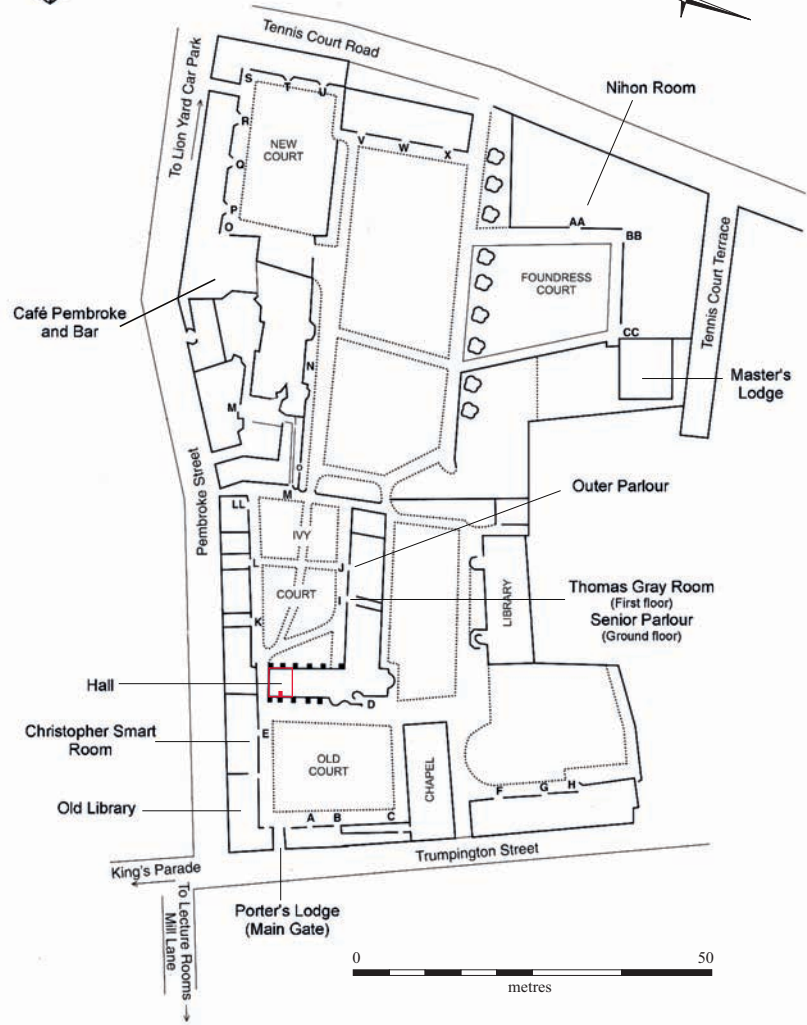 Tennis Court Road
To Lion Yard Car Park
Nihon Room
S
T
U
R
NEW
COURT
V
W
X
Q
P
O
AA
BB
FOUNDRESS
COURT
Tennis Court Terrace
Café Pembroke
and Bar
CC
N
Master's
Lodge
M
L
Pembroke Street
M
LL
Outer Parlour
IVY
L
J
COURT
I
K
Thomas Gray Room
(First floor)
Senior Parlour
(Ground floor)
LIBRARY
Hall
D
Christopher Smart
Room
E
OLD
COURT
CHAPEL
F
G
H
Old Library
A
B
C
Trumpington Street
King's Parade
To Lecture Rooms
Mill Lane
Porter's Lodge
(Main Gate)
0
50
metres